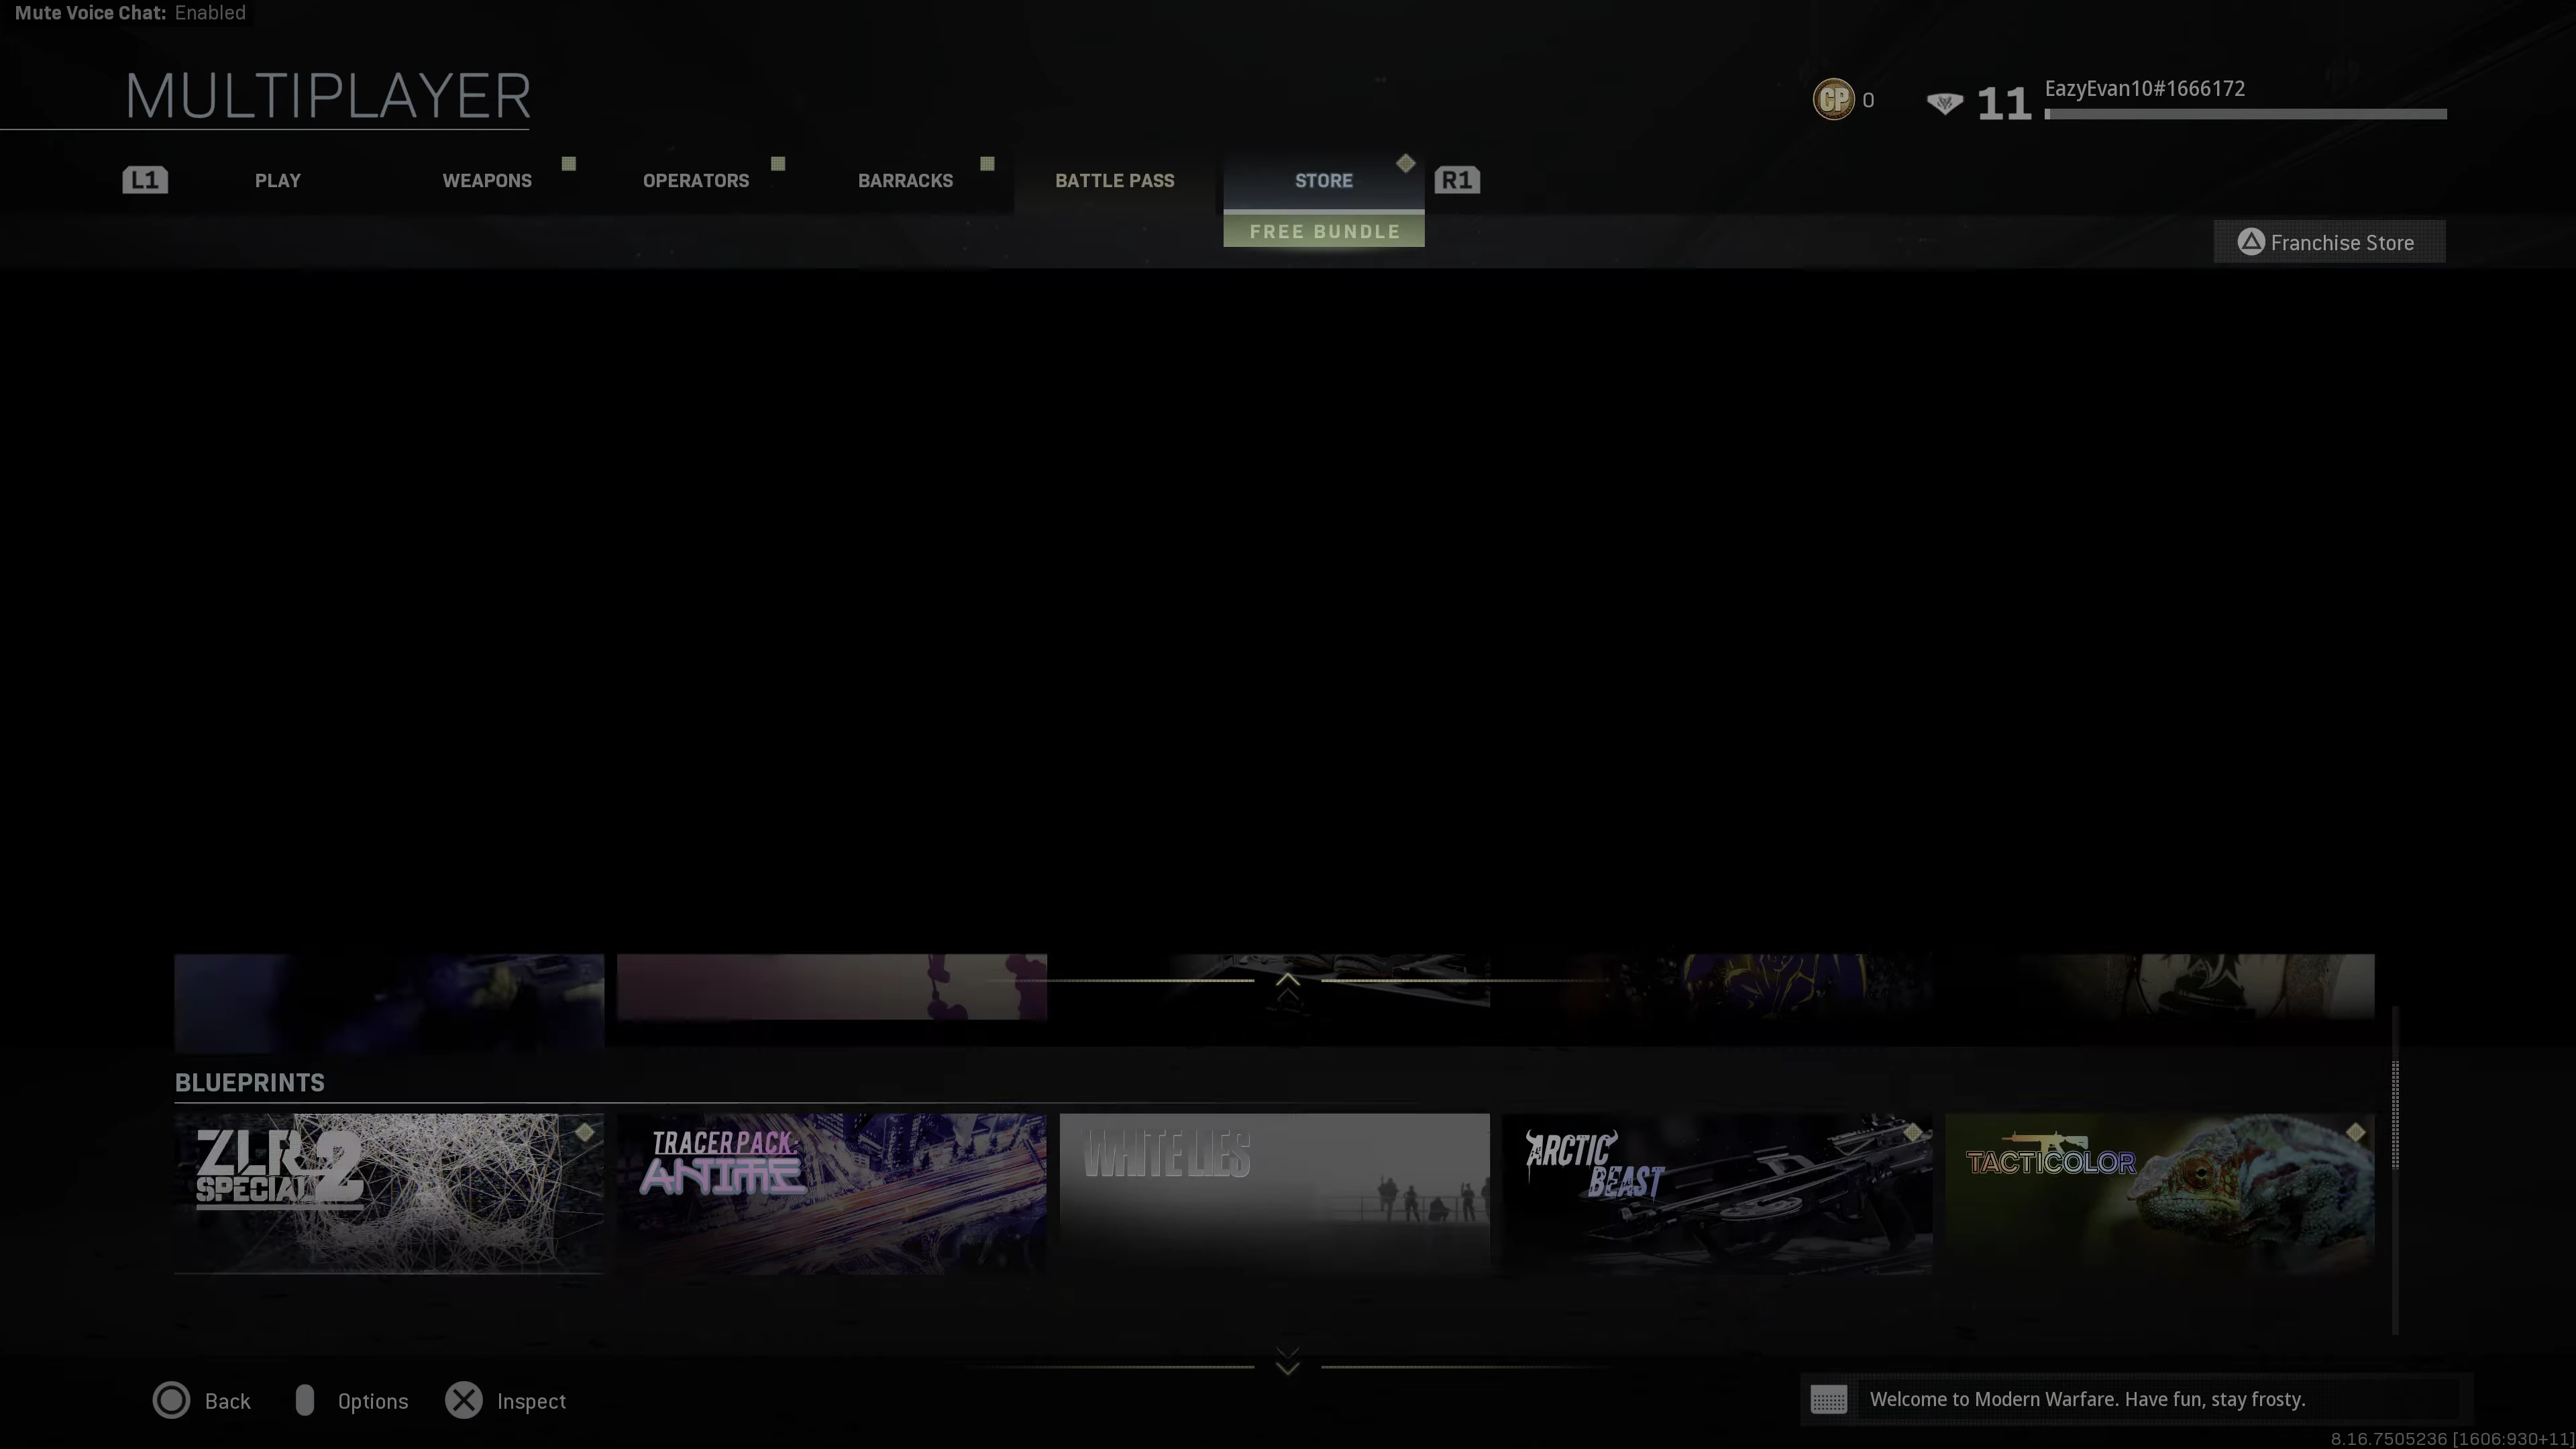 Mute Voice Chat: Enabled
MULTIPLAYER
CP 0
11
EazyEvan10#1666172
L1 PLAY WEAPONS OPERATORS BARRACKS BATTLE PASS STORE R1
FREE BUNDLE
Franchise Store
BLUEPRINTS
ZLR
SPECIAL 2
TRACER PACK:
ANIME
WHITE LIES
ARCTIC
BEAST
TACTICOLOR
Back Options Inspect
Welcome to Modern Warfare. Have fun, stay frosty.
8.16.7505236 [1606:930+11]